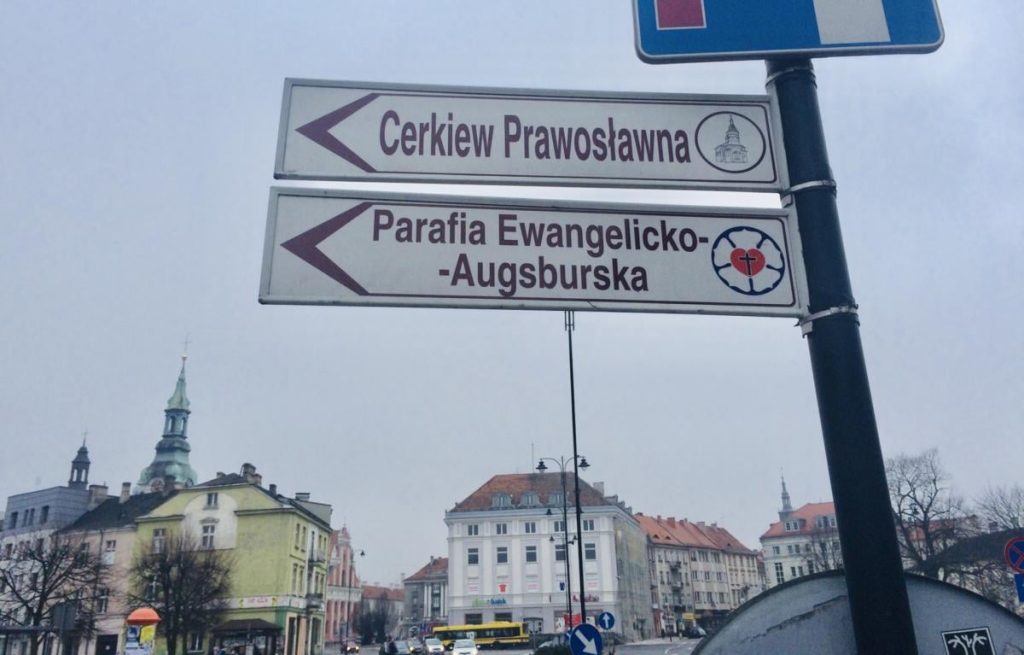 Cerkiew Prawosławna
Parafia Ewangelicko-
-Augsburska